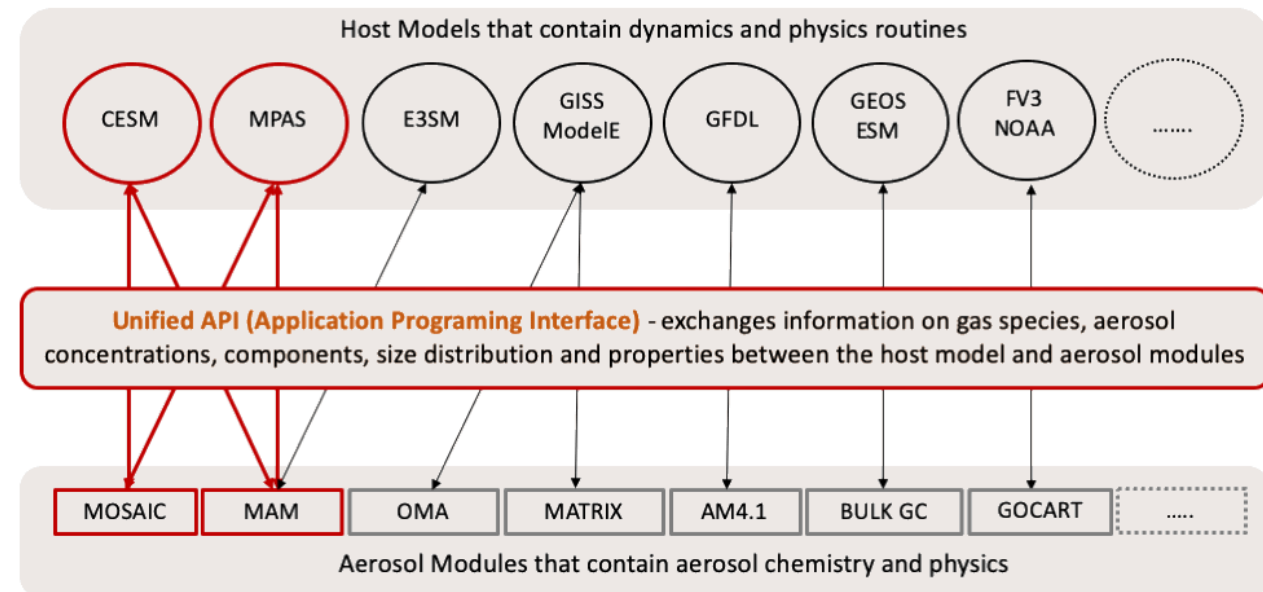 Host Models that contain dynamics and physics routines
CESM
MPAS
E3SM
GISS
ModelE
GFDL
GEOS
ESM
FV3
NOAA
.......
Unified API (Application Programing Interface) - exchanges information on gas species, aerosol
concentrations, components, size distribution and properties between the host model and aerosol modules
MOSAIC
MAM
OMA
MATRIX
AM4.1
BULK GC
GOCART
.....
Aerosol Modules that contain aerosol chemistry and physics